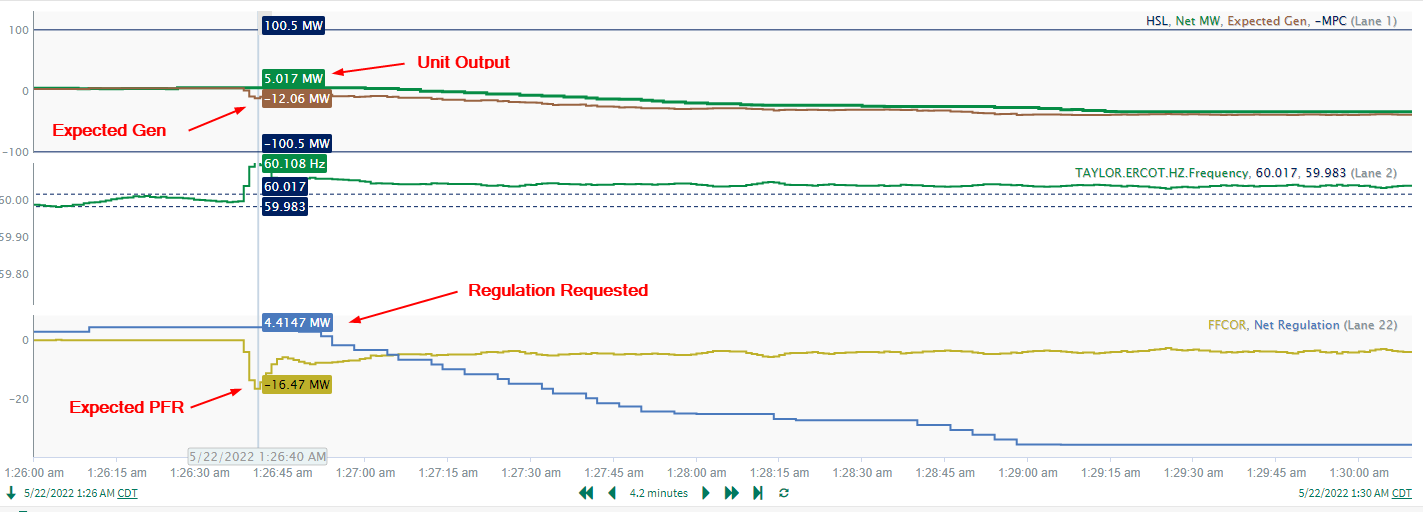 HSL, Net MW, Expected Gen, -MPC (Lane 1)
100
100.5 MW
Unit Output
5.017 MW
0
-12.06 MW
Expected Gen
-100.5 MW
-100
60.108 Hz
TAYLOR.ERCOT.HZ.Frequency, 60.017, 59.983 (Lane 2)
60.017
60.00
59.983
59.90
59.80
Regulation Requested
4.4147 MW
FFCOR, Net Regulation (Lane 22)
0
-16.47 MW
-20
Expected PFR
5/22/2022 1:26:40 AM
1:26:00 am 1:26:15 am 1:26:30 am 1:26:45 am 1:27:00 am 1:27:15 am 1:27:30 am 1:27:45 am 1:28:00 am 1:28:15 am 1:28:30 am 1:28:45 am 1:29:00 am 1:29:15 am 1:29:30 am 1:29:45 am 1:30:00 am
5/22/2022 1:26 AM CDT 4.2 minutes 5/22/2022 1:30 AM CDT